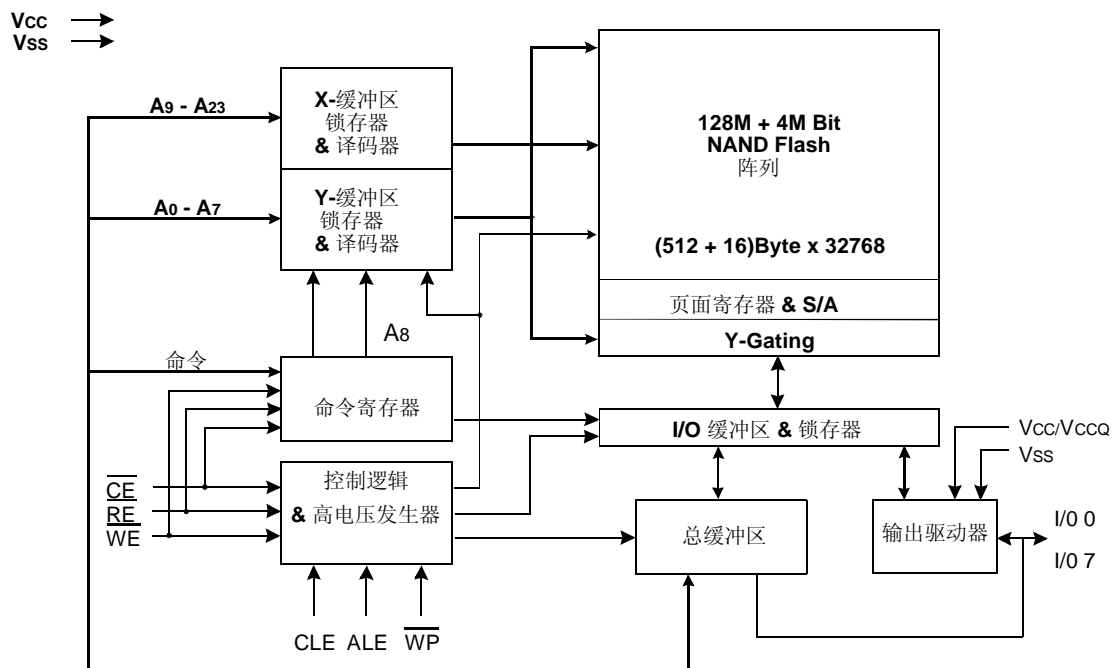 VCC
VSS
A9 - A23
X-缓冲区
锁存器
& 译码器
A0 - A7
Y-缓冲区
锁存器
& 译码器
128M + 4M Bit
NAND Flash
阵列
(512 + 16)Byte x 32768
页面寄存器 & S/A
Y-Gating
A8
命令
命令寄存器
I/O 缓冲区 & 锁存器
VCC/VCCQ
VSS
CE
RE
WE
控制逻辑
& 高电压发生器
总缓冲区
输出驱动器
I/0 0
I/0 7
CLE
ALE
WP